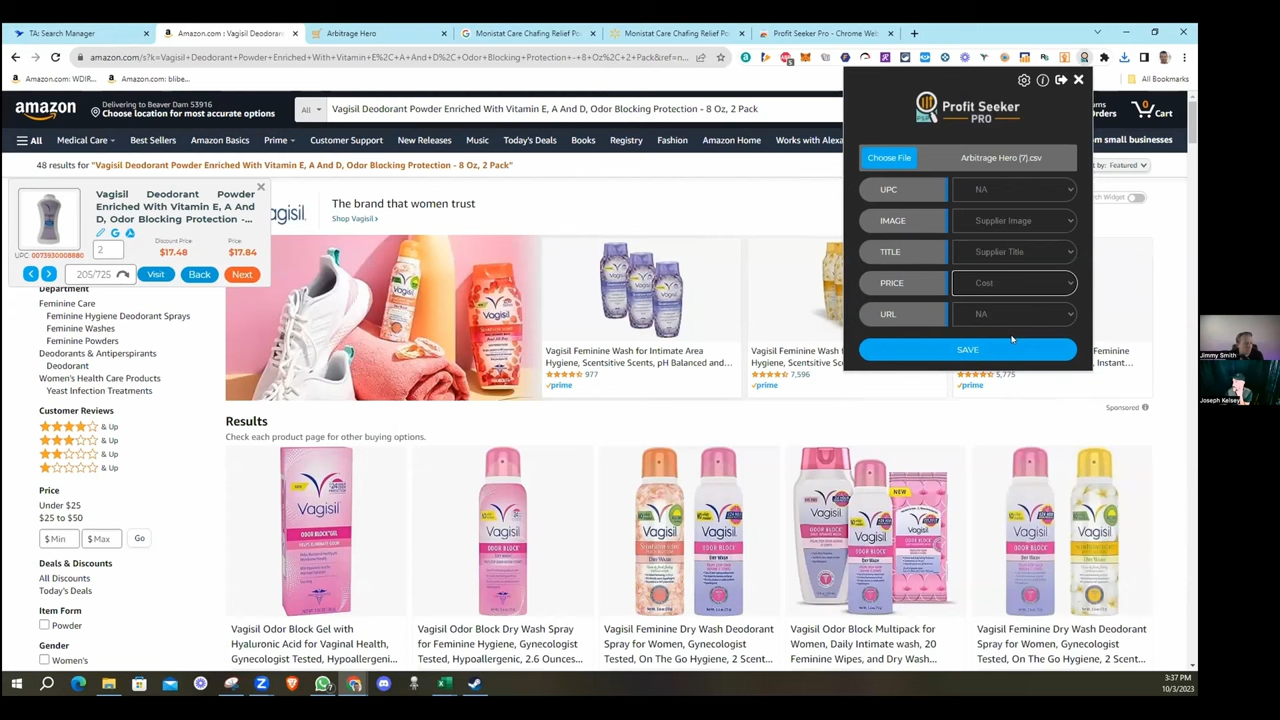 TA: Search Manager
Amazon.com : Vagisil Deodoran
Arbitrage Hero
Monistat Care Chafing Relief Po
Monistat Care Chafing Relief Po
Profit Seeker Pro - Chrome Web
amazon.com/s?k=Vagisil+Deodorant+Powder+Enriched+With+Vitamin+E%2C+A+And+D%2C+Odor+Blocking+Protection+-+8+Oz%2C+2+Pack&ref=n...
Amazon.com: WDIR...
Amazon.com: blibe...
All Bookmarks
amazon
Delivering to Beaver Dam 53916
Choose location for most accurate options
All
Vagisil Deodorant Powder Enriched With Vitamin E, A And D, Odor Blocking Protection - 8 Oz, 2 Pack
Orders
0
Cart
All
Medical Care
Best Sellers
Amazon Basics
Prime
Customer Support
New Releases
Music
Today's Deals
Books
Registry
Fashion
Amazon Home
Works with Alexa
48 results for "Vagisil Deodorant Powder Enriched With Vitamin E, A And D, Odor Blocking Protection - 8 Oz, 2 Pack"
Featured
Vagisil Deodorant Powder
Enriched With Vitamin E, A And
D, Odor Blocking Protection -...
2
Discount Price:
$17.48
Price:
$17.84
UPC: 0073930008880
205/725
Visit
Back
Next
The brand that women trust
Shop Vagisil ›
Vagisil Feminine Wash for Intimate Area
Hygiene, Scentsitive Scents, pH Balanced and...
977
prime
7,596
prime
5,775
prime
Sponsored
Profit Seeker
PRO
Choose File
Arbitrage Hero (7).csv
UPC
NA
IMAGE
Supplier Image
TITLE
Supplier Title
PRICE
Cost
URL
NA
SAVE
Department
Feminine Care
Feminine Hygiene Deodorant Sprays
Feminine Washes
Feminine Powders
Deodorants & Antiperspirants
Deodorant
Women's Health Care Products
Yeast Infection Treatments
Customer Reviews
& Up
& Up
& Up
& Up
Price
Under $25
$25 to $50
$ Min
$ Max
Go
Deals & Discounts
All Discounts
Today's Deals
Item Form
Powder
Gender
Women's
Results
Check each product page for other buying options.
Vagisil
Vagisil
Vagisil
Vagisil
Vagisil
Vagisil Odor Block Gel with
Hyaluronic Acid for Vaginal Health,
Gynecologist Tested, Hypoallergenic...
Vagisil Odor Block Dry Wash Spray
for Feminine Hygiene, Gynecologist
Tested, Hypoallergenic, 2.6 Ounces...
Vagisil Feminine Dry Wash Deodorant
Spray for Women, Gynecologist
Tested, On The Go Hygiene, 2 Scent...
Vagisil Odor Block Multipack for
Women, Daily Intimate wash, 20
Feminine Wipes, and Dry Wash...
Vagisil Feminine Dry Wash Deodorant
Spray for Women, Gynecologist
Tested, On The Go Hygiene, 2 Scent...
3:37 PM
10/3/2023
Jimmy Smith
Joseph Kelsey